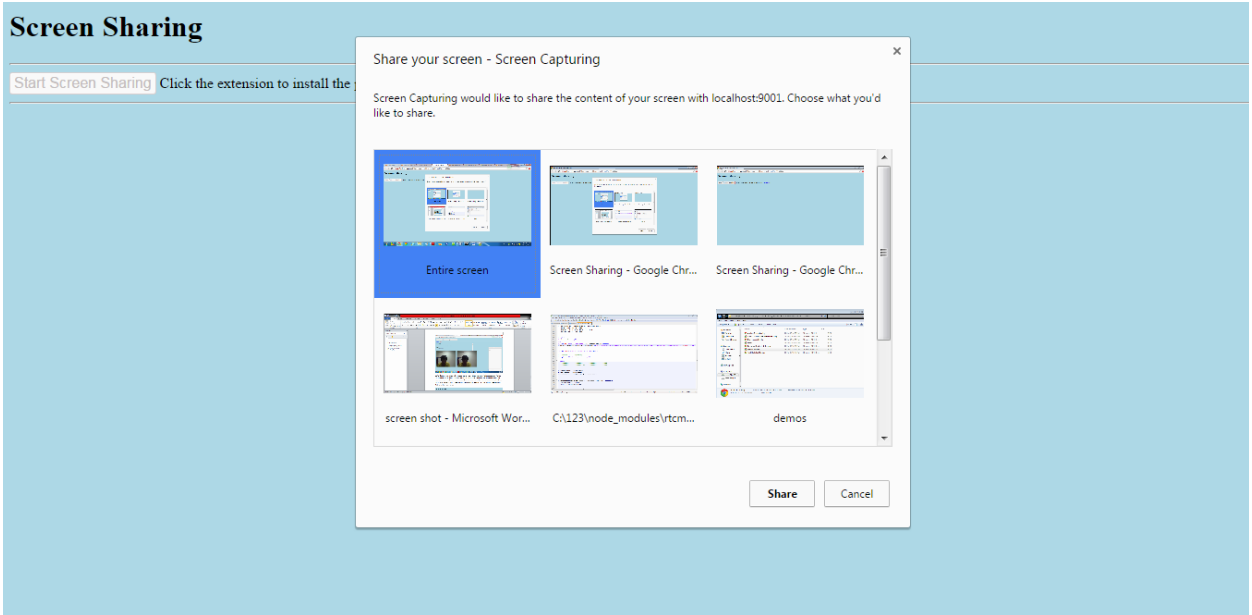 Screen Sharing
Start Screen Sharing Click the extension to install the
Share your screen - Screen Capturing
×
Screen Capturing would like to share the content of your screen with localhost:9001. Choose what you'd
like to share.
Entire screen
Screen Sharing - Google Chr...
Screen Sharing - Google Chr...
screen shot - Microsoft Wor...
C:\123\node_modules\rtcm...
demos
Share
Cancel